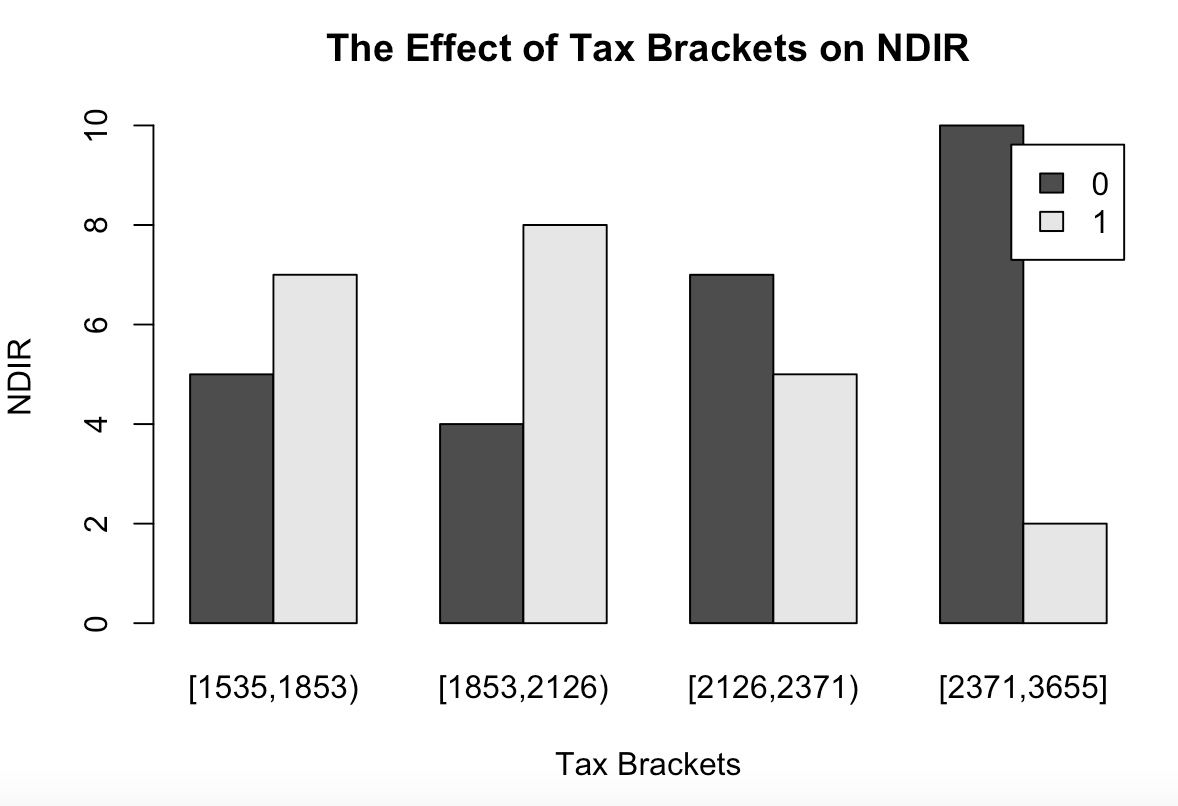 The Effect of Tax Brackets on NDIR
NDIR
10
8
6
4
2
0
0
1
[1535,1853) [1853,2126) [2126,2371) [2371,3655]
Tax Brackets